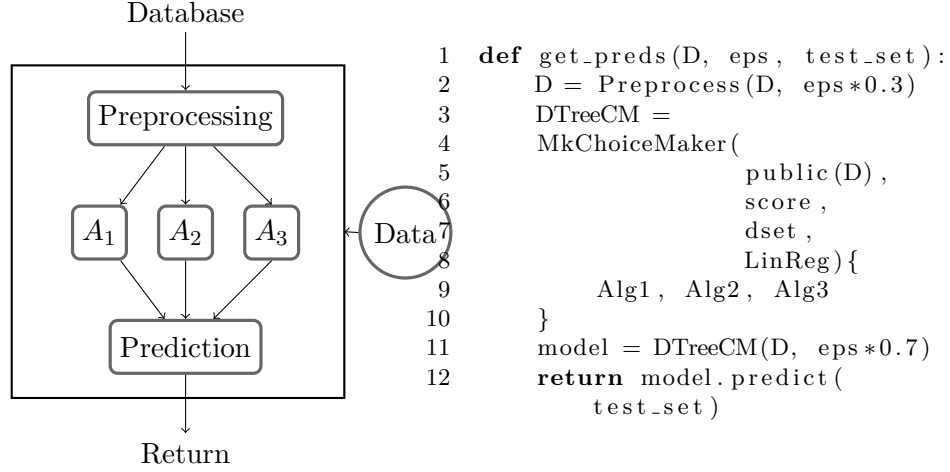 Database
Preprocessing
A1 A2 A3
Data
Prediction
Return
1 def get_preds(D, eps, test_set):
2 D = Preprocess(D, eps*0.3)
3 DTreeCM =
4 MkChoiceMaker(
5 public(D),
6 score,
7 dset,
8 LinReg){
9 Alg1, Alg2, Alg3
10 }
11 model = DTreeCM(D, eps*0.7)
12 return model.predict(
test_set)